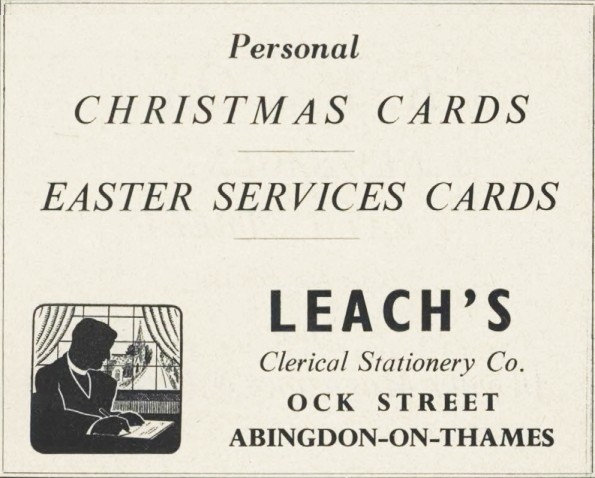 Personal
CHRISTMAS CARDS
EASTER SERVICES CARDS
LEACH'S
Clerical Stationery Co.
OCK STREET
ABINGDON-ON-THAMES